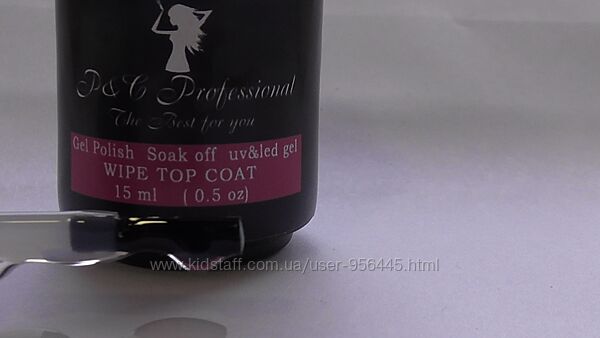 P&C Professional
The Best for you
Gel Polish Soak off uv&led gel
WIPE TOP COAT
15 ml ( 0.5 oz)
www.kidstaff.com.ua/user-956445.html